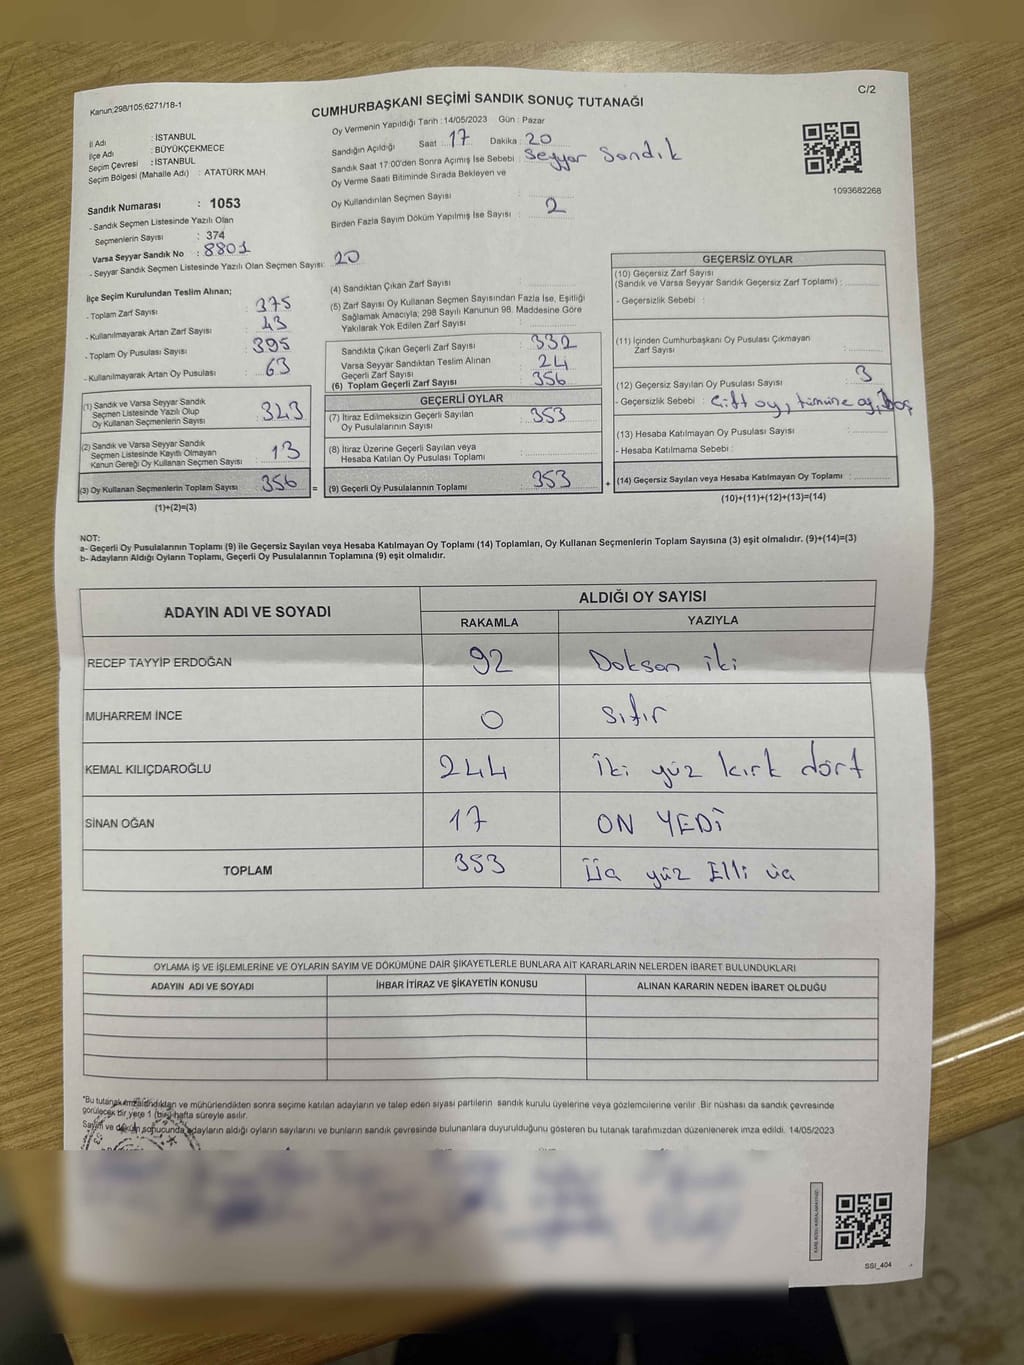 Kanun;298/105,6271/18-1
C/2
CUMHURBAŞKANI SEÇİMİ SANDIK SONUÇ TUTANAĞI
İl Adı : İSTANBUL
İlçe Adı : BÜYÜKÇEKMECE
Seçim Çevresi : İSTANBUL
Seçim Bölgesi (Mahalle Adı) : ATATÜRK MAH.
Sandık Numarası : 1053
- Sandık Seçmen Listesinde Yazılı Olan
Seçmenlerin Sayısı : 374
Varsa Seyyar Sandık No : 8801
- Seyyar Sandık Seçmen Listesinde Yazılı Olan Seçmen Sayısı: 20
Oy Vermenin Yapıldığı Tarih : 14/05/2023 Gün : Pazar
Sandığın Açıldığı Saat : 17 Dakika : 20
Sandık Saat 17:00'den Sonra Açımış İse Sebebi : Seyyar Sandık
Oy Verme Saati Bitiminde Sırada Bekleyen ve
Oy Kullandırılan Seçmen Sayısı :
Birden Fazla Sayım Döküm Yapılmış İse Sayısı : 2
1093682268
İlçe Seçim Kurulundan Teslim Alınan;
- Toplam Zarf Sayısı : 375
- Kullanılmayarak Artan Zarf Sayısı : 43
- Toplam Oy Pusulası Sayısı : 395
- Kullanılmayarak Artan Oy Pusulası : 63
(1) Sandık ve Varsa Seyyar Sandık
Seçmen Listesinde Yazılı Olup
Oy Kullanan Seçmenlerin Sayısı : 343
(2) Sandık ve Varsa Seyyar Sandık
Seçmen Listesinde Kayıtlı Olmayan
Kanun Gereği Oy Kullanan Seçmen Sayısı : 13
(3) Oy Kullanan Seçmenlerin Toplam Sayısı : 356
(1)+(2)=(3)
(4) Sandıktan Çıkan Zarf Sayısı :
(5) Zarf Sayısı Oy Kullanan Seçmen Sayısından Fazla İse, Eşitliği
Sağlamak Amacıyla; 298 Sayılı Kanunun 98. Maddesine Göre
Yakılarak Yok Edilen Zarf Sayısı :
Sandıkta Çıkan Geçerli Zarf Sayısı : 332
Varsa Seyyar Sandıktan Teslim Alınan
Geçerli Zarf Sayısı : 24
(6) Toplam Geçerli Zarf Sayısı : 356
GEÇERLİ OYLAR
(7) İtiraz Edilmeksizin Geçerli Sayılan
Oy Pusulalarının Sayısı : 353
(8) İtiraz Üzerine Geçerli Sayılan veya
Hesaba Katılan Oy Pusulası Toplamı :
= (9) Geçerli Oy Pusulalarının Toplamı : 353
GEÇERSİZ OYLAR
(10) Geçersiz Zarf Sayısı
(Sandık ve Varsa Seyyar Sandık Geçersiz Zarf Toplamı) :
- Geçersizlik Sebebi :
(11) İçinden Cumhurbaşkanı Oy Pusulası Çıkmayan
Zarf Sayısı :
(12) Geçersiz Sayılan Oy Pusulası Sayısı : 3
- Geçersizlik Sebebi : Çift oy, tümüne oy, boş
(13) Hesaba Katılmayan Oy Pusulası Sayısı :
- Hesaba Katılmama Sebebi :
+ (14) Geçersiz Sayılan veya Hesaba Katılmayan Oy Toplamı :
(10)+(11)+(12)+(13)=(14)
NOT:
a- Geçerli Oy Pusulalarının Toplamı (9) ile Geçersiz Sayılan veya Hesaba Katılmayan Oy Toplamı (14) Toplamları, Oy Kullanan Seçmenlerin Toplam Sayısına (3) eşit olmalıdır. (9)+(14)=(3)
b- Adayların Aldığı Oyların Toplamı, Geçerli Oy Pusulalarının Toplamına (9) eşit olmalıdır.
ADAYIN ADI VE SOYADI
ALDIĞI OY SAYISI
RAKAMLA YAZIYLA
RECEP TAYYİP ERDOĞAN 92 Doksan iki
MUHARREM İNCE 0 sıfır
KEMAL KILIÇDAROĞLU 244 İki yüz kırk dört
SİNAN OĞAN 17 ON YEDİ
TOPLAM 353 Üç yüz Elli üç
OYLAMA İŞ VE İŞLEMLERİNE VE OYLARIN SAYIM VE DÖKÜMÜNE DAİR ŞİKAYETLERLE BUNLARA AİT KARARLARIN NELERDEN İBARET BULUNDUKLARI
ADAYIN ADI VE SOYADI İHBAR İTİRAZ VE ŞİKAYETİN KONUSU ALINAN KARARIN NEDEN İBARET OLDUĞU
"Bu tutanak imzalandıktan ve mühürlendikten sonra seçime katılan adayların ve talep eden siyasi partilerin sandık kurulu üyelerine veya gözlemcilerine verilir. Bir nüshası da sandık çevresinde
görülecek bir yere 1 (bir) hafta süreyle asılır.
Sayım ve döküm sonucunda adayların aldığı oyların sayılarını ve bunların sandık çevresinde bulunanlara duyurulduğunu gösteren bu tutanak tarafımızdan düzenlenerek imza edildi. 14/05/2023
SSI_404